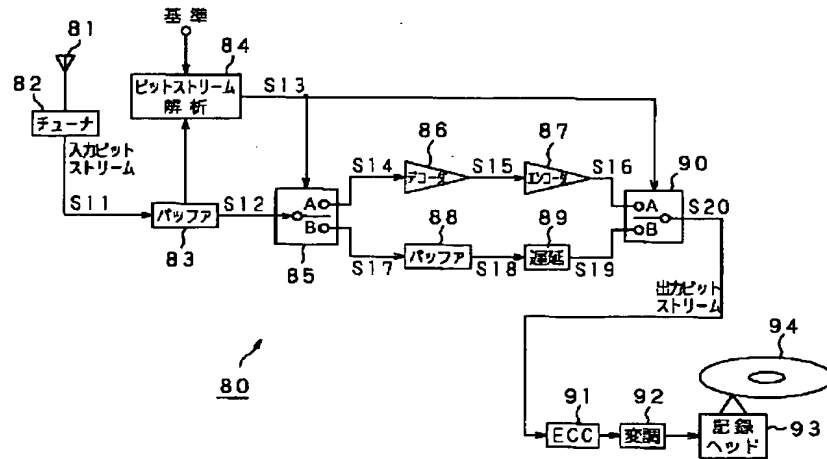 81
基準
84
82
ビットストリーム
解析
S13
チューナ
入力ビット
ストリーム
86
87
S14
デコーダ
S15
エンコーダ
S16
90
S11
バッファ
S12
A
B
A
B
S20
83
85
88
89
S17
バッファ
S18
遅延
S19
出力ビット
ストリーム
94
80
91
92
ECC
変調
記録
ヘッド
93